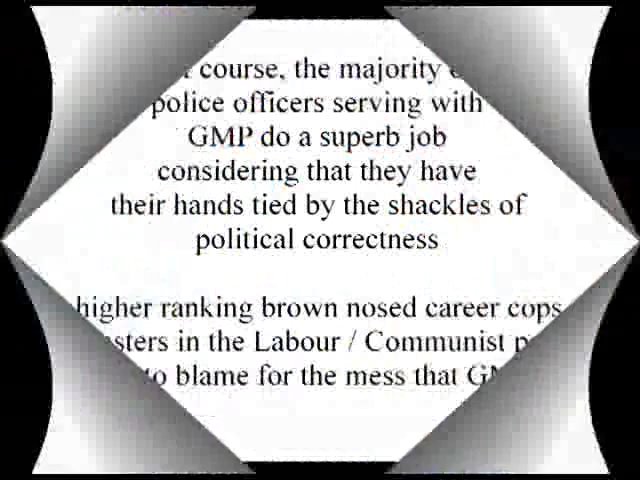 course, the majority
police officers serving with
GMP do a superb job
considering that they have
their hands tied by the shackles of
political correctness
higher ranking brown nosed career cops
in the Labour / Communist
to blame for the mess that